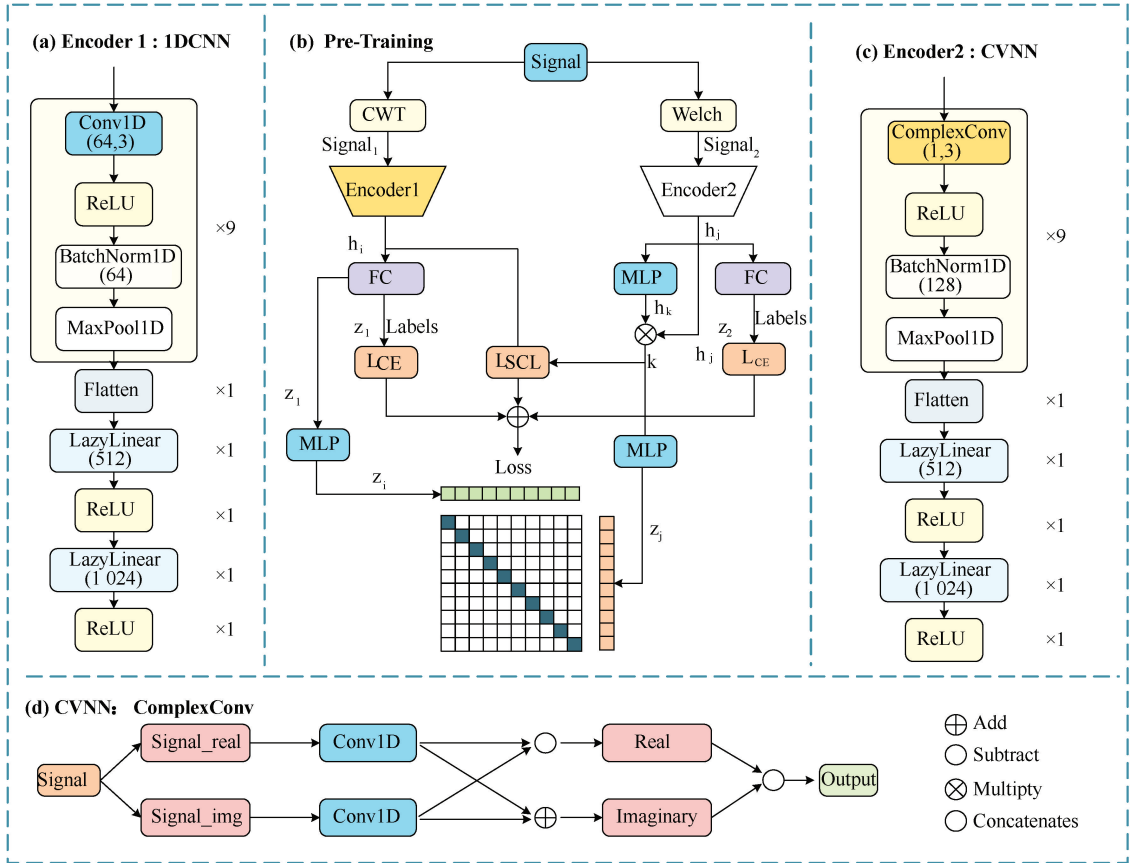 (a) Encoder 1 : 1DCNN
Conv1D
(64,3)
ReLU
BatchNorm1D
(64)
MaxPool1D
×9
Flatten
×1
LazyLinear
(512)
×1
ReLU
×1
LazyLinear
(1 024)
×1
ReLU
×1
(b) Pre-Training
Signal
CWT
Welch
Signal1
Signal2
Encoder1
Encoder2
hi
hj
FC
MLP
FC
hk
z1
Labels
z2
Labels
LCE
LSCL
k
hj
LCE
z1
MLP
MLP
Loss
zi
zj
(c) Encoder2 : CVNN
ComplexConv
(1,3)
ReLU
BatchNorm1D
(128)
MaxPool1D
×9
Flatten
×1
LazyLinear
(512)
×1
ReLU
×1
LazyLinear
(1 024)
×1
ReLU
×1
(d) CVNN： ComplexConv
Signal
Signal_real
Conv1D
Real
Signal_img
Conv1D
Imaginary
Output
Add
Subtract
Multipty
Concatenates